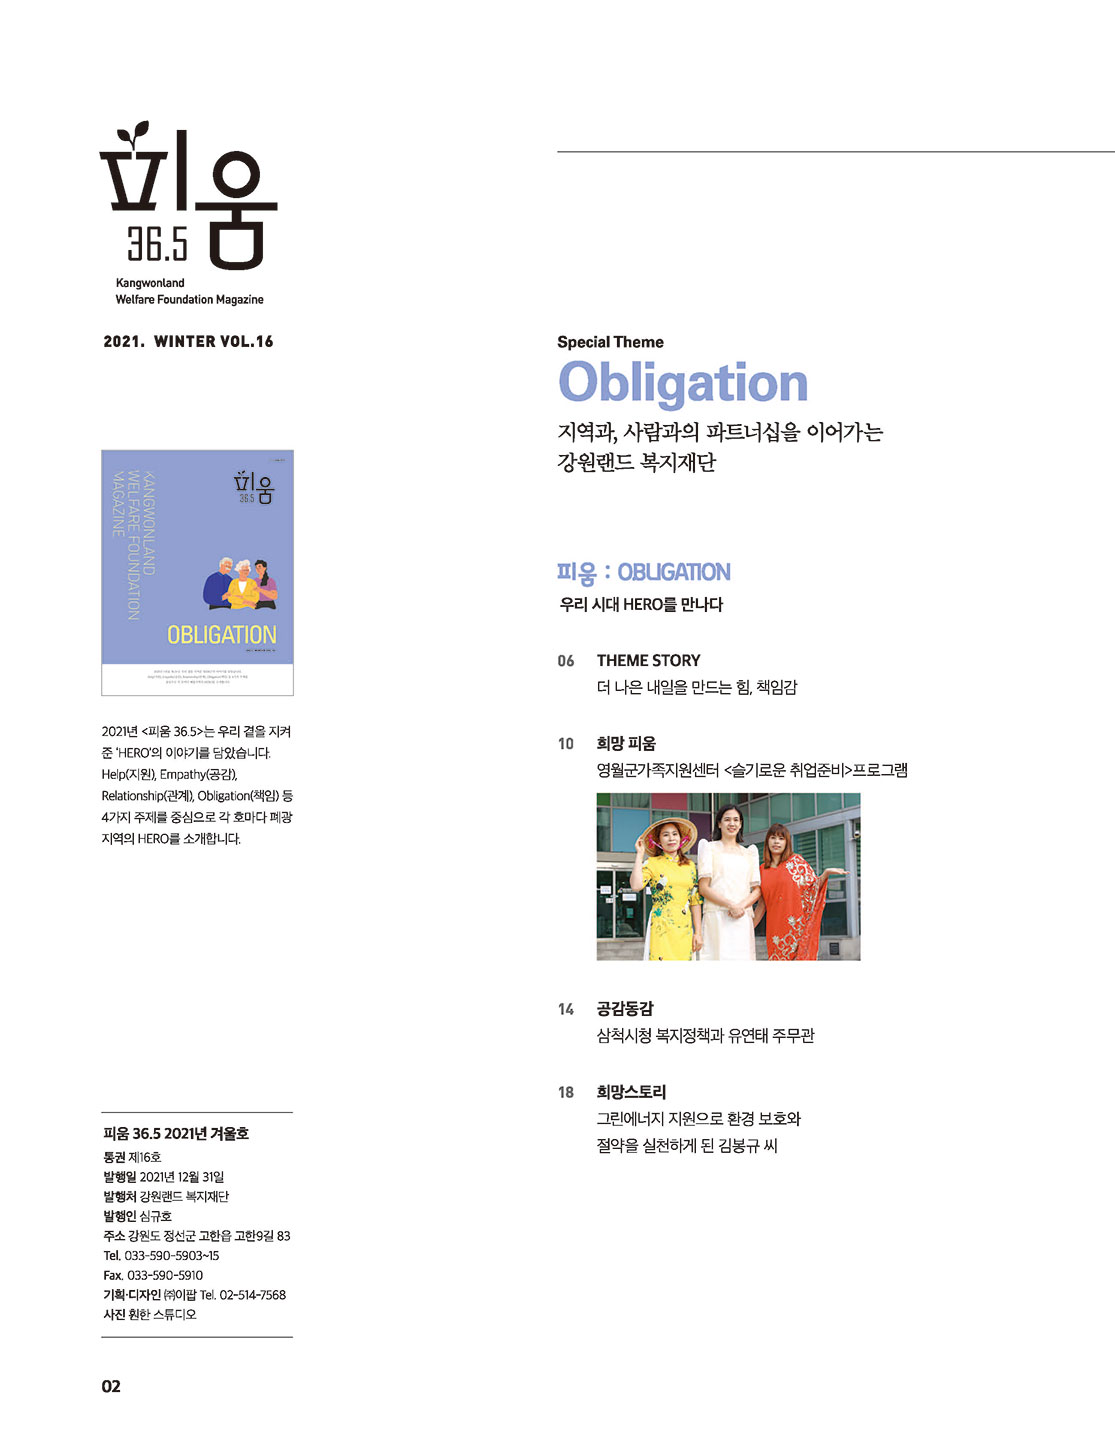 피움
36.5
Kangwonland
Welfare Foundation Magazine
2021. WINTER VOL.16
피움
36.5
KANGWONLAND
WELFARE FOUNDATION
MAGAZINE
OBLIGATION
2021년 <피움 36.5>는 우리 곁을 지켜
준 ‘HERO’의 이야기를 담았습니다.
Help(지원), Empathy(공감),
Relationship(관계), Obligation(책임) 등
4가지 주제를 중심으로 각 호마다 폐광
지역의 HERO를 소개합니다.
피움 36.5 2021년 겨울호
통권 제16호
발행일 2021년 12월 31일
발행처 강원랜드 복지재단
발행인 심규호
주소 강원도 정선군 고한읍 고한9길 83
Tel. 033-590-5903~15
Fax. 033-590-5910
기획·디자인 ㈜이팝 Tel. 02-514-7568
사진 훤한 스튜디오
02
Special Theme
Obligation
지역과, 사람과의 파트너십을 이어가는
강원랜드 복지재단
피움 : OBLIGATION
우리 시대 HERO를 만나다
06 THEME STORY
더 나은 내일을 만드는 힘, 책임감
10 희망 피움
영월군가족지원센터 <슬기로운 취업준비>프로그램
14 공감동감
삼척시청 복지정책과 유연태 주무관
18 희망스토리
그린에너지 지원으로 환경 보호와
절약을 실천하게 된 김봉규 씨